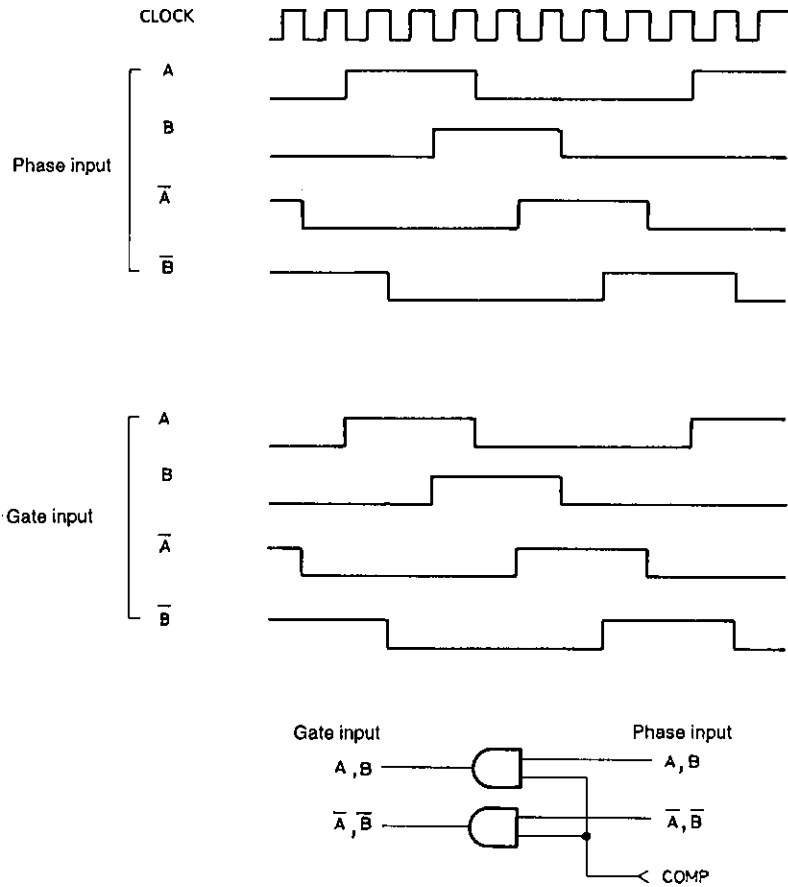 CLOCK
A
B
Phase input
A̅
B̅
A
B
Gate input
A̅
B̅
Gate input
Phase input
A , B
A, B
A̅, B̅
A̅, B̅
COMP